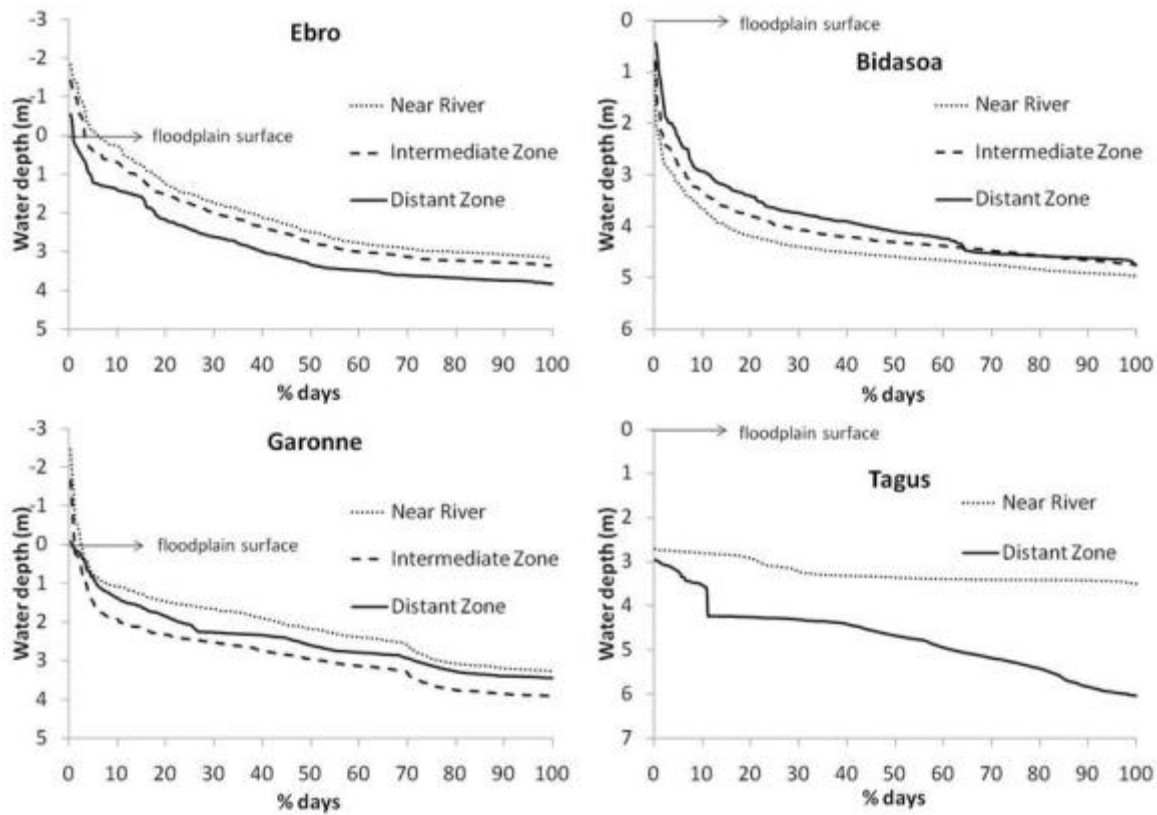 Ebro
-3
-2
-1
0
1
2
3
4
5
Water depth (m)
floodplain surface
Near River
Intermediate Zone
Distant Zone
0 10 20 30 40 50 60 70 80 90 100
% days
Bidasoa
0
1
2
3
4
5
6
Water depth (m)
floodplain surface
Near River
Intermediate Zone
Distant Zone
0 10 20 30 40 50 60 70 80 90 100
% days
Garonne
-3
-2
-1
0
1
2
3
4
5
Water depth (m)
floodplain surface
Near River
Intermediate Zone
Distant Zone
0 10 20 30 40 50 60 70 80 90 100
% days
Tagus
0
1
2
3
4
5
6
7
Water depth (m)
floodplain surface
Near River
Distant Zone
0 10 20 30 40 50 60 70 80 90 100
% days